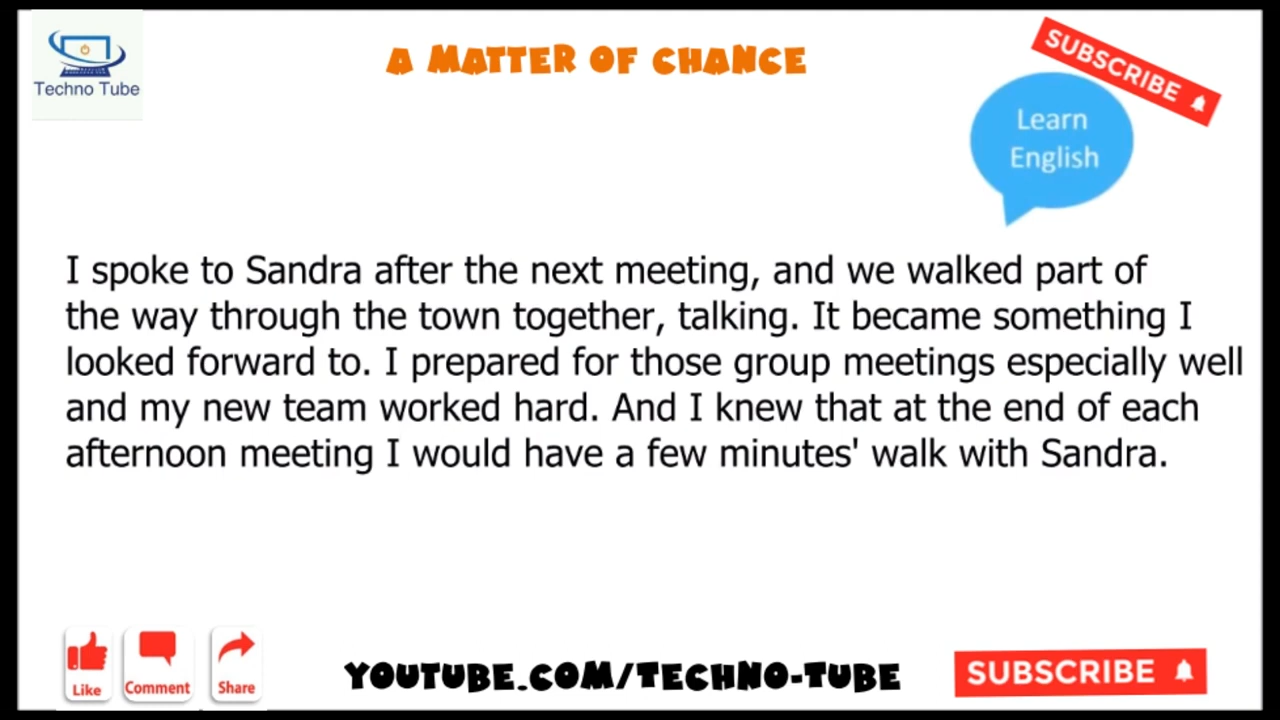 Techno Tube
A MATTER OF CHANCE
SUBSCRIBE
Learn
English
I spoke to Sandra after the next meeting, and we walked part of
the way through the town together, talking. It became something I
looked forward to. I prepared for those group meetings especially well
and my new team worked hard. And I knew that at the end of each
afternoon meeting I would have a few minutes' walk with Sandra.
Like
Comment
Share
YOUTUBE.COM/TECHNO-TUBE
SUBSCRIBE